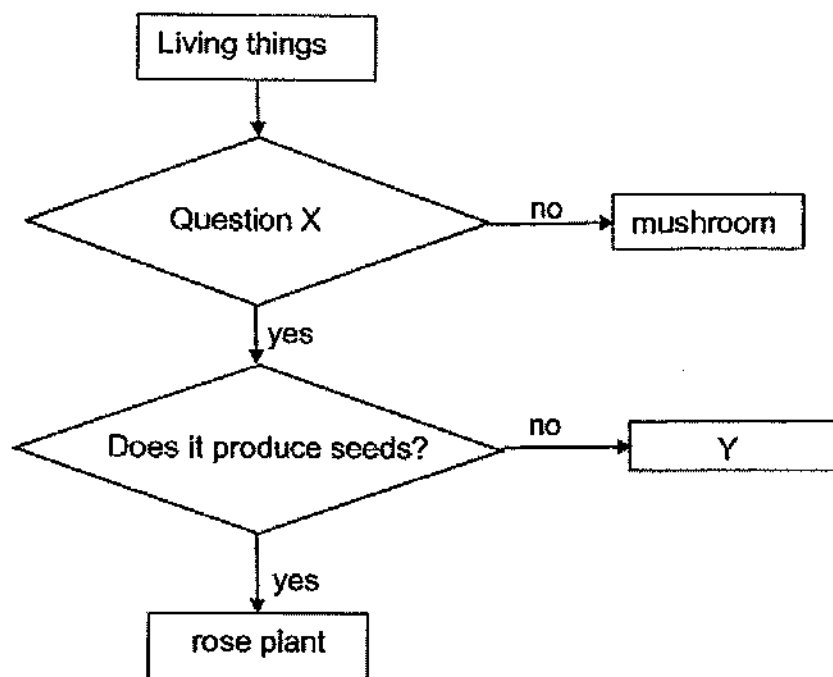 Living things
Question X
no
mushroom
yes
Does it produce seeds?
no
Y
yes
rose plant